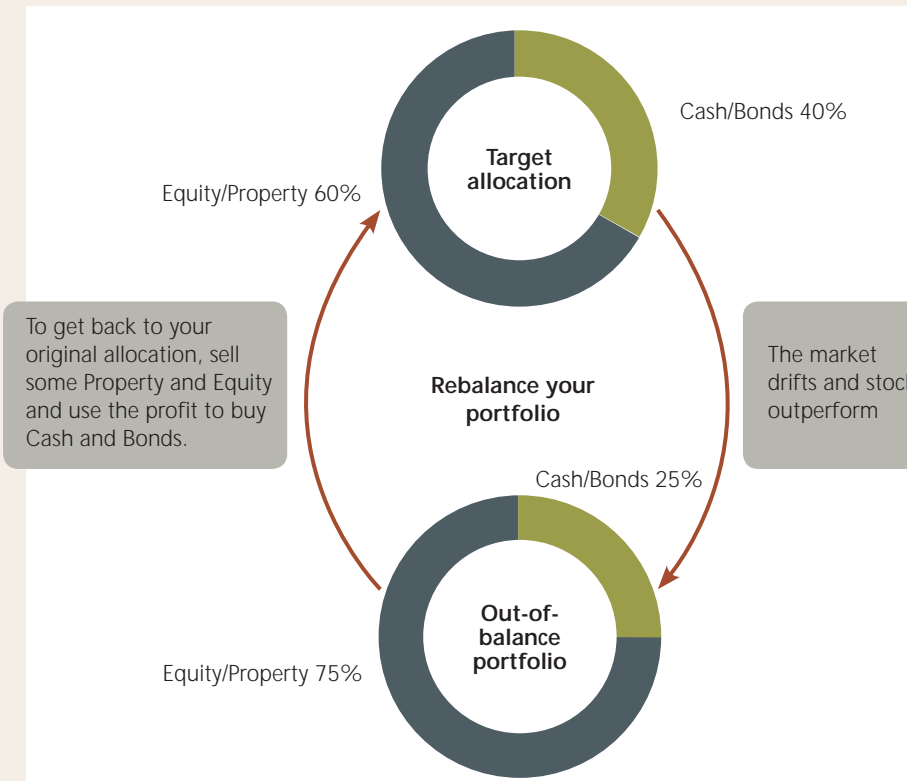 Cash/Bonds 40%
Target
allocation
Equity/Property 60%
To get back to your
original allocation, sell
some Property and Equity
and use the profit to buy
Cash and Bonds.
Rebalance your
portfolio
The market
drifts and stoc
outperform
Cash/Bonds 25%
Out-of-
balance
portfolio
Equity/Property 75%